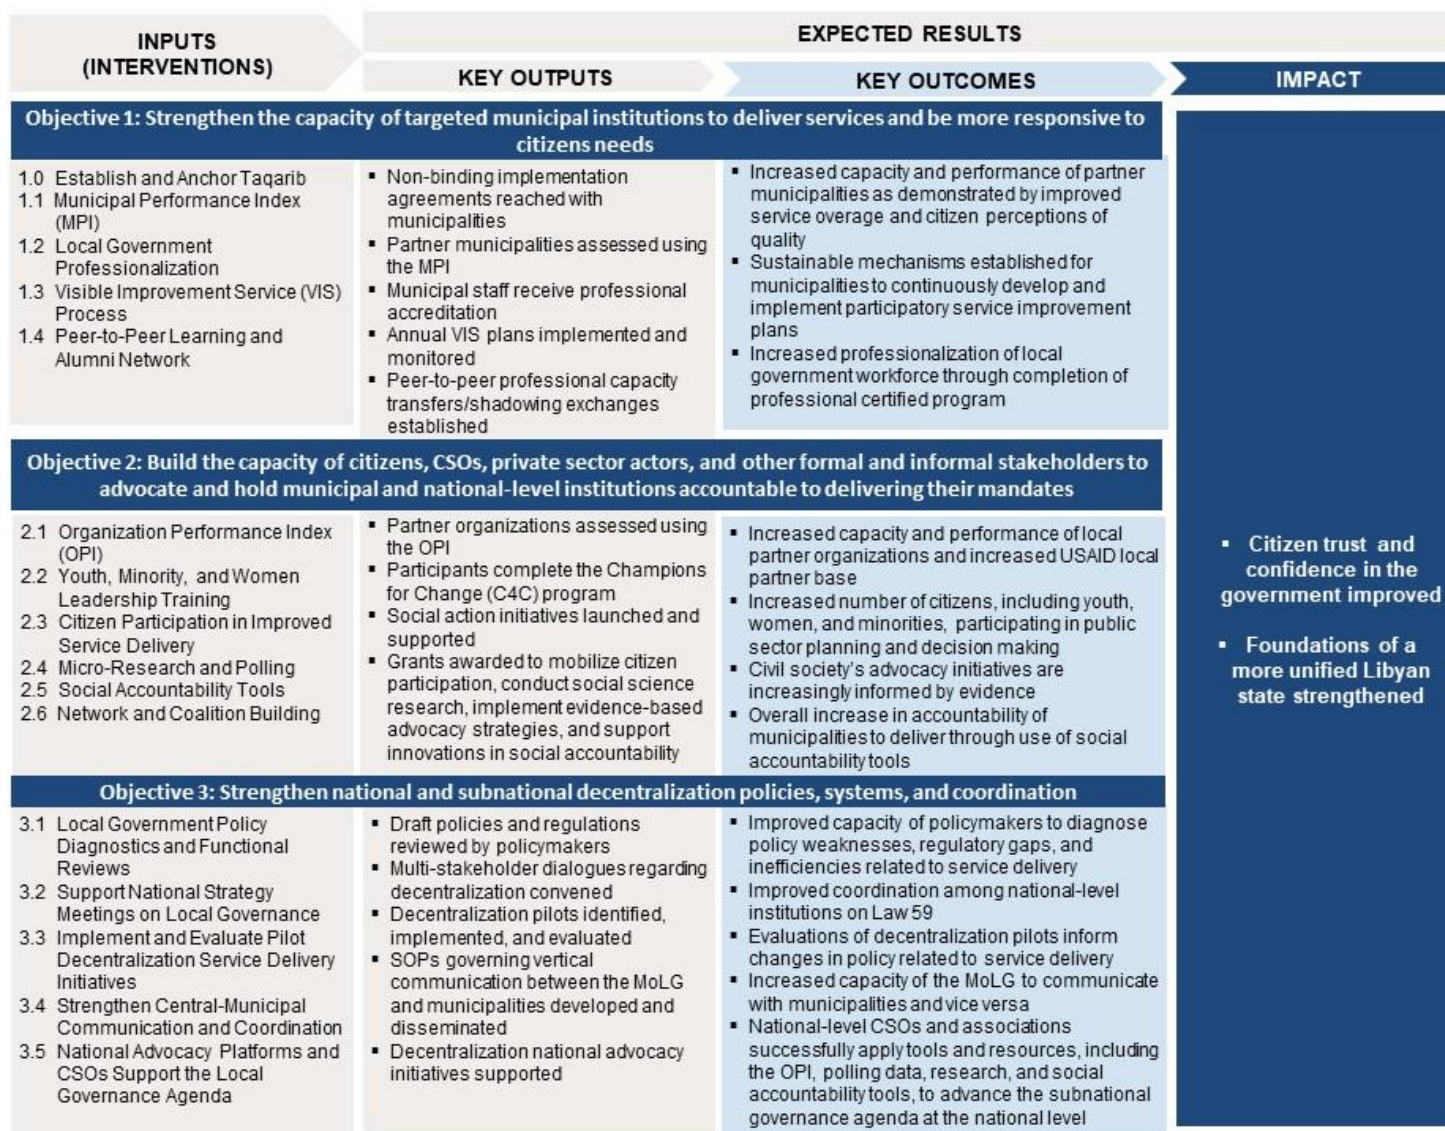 INPUTS
(INTERVENTIONS)
EXPECTED RESULTS
KEY OUTPUTS
KEY OUTCOMES
IMPACT
Objective 1: Strengthen the capacity of targeted municipal institutions to deliver services and be more responsive to
citizens needs
1.0 Establish and Anchor Taqarib
1.1 Municipal Performance Index
(MPI)
1.2 Local Government
Professionalization
1.3 Visible Improvement Service (VIS)
Process
1.4 Peer-to-Peer Learning and
Alumni Network
▪ Non-binding implementation
agreements reached with
municipalities
▪ Partner municipalities assessed using
the MPI
▪ Municipal staff receive professional
accreditation
▪ Annual VIS plans implemented and
monitored
▪ Peer-to-peer professional capacity
transfers/shadowing exchanges
established
▪ Increased capacity and performance of partner
municipalities as demonstrated by improved
service overage and citizen perceptions of
quality
▪ Sustainable mechanisms established for
municipalities to continuously develop and
implement participatory service improvement
plans
▪ Increased professionalization of local
government workforce through completion of
professional certified program
Objective 2: Build the capacity of citizens, CSOs, private sector actors, and other formal and informal stakeholders to
advocate and hold municipal and national-level institutions accountable to delivering their mandates
2.1 Organization Performance Index
(OPI)
2.2 Youth, Minority, and Women
Leadership Training
2.3 Citizen Participation in Improved
Service Delivery
2.4 Micro-Research and Polling
2.5 Social Accountability Tools
2.6 Network and Coalition Building
▪ Partner organizations assessed using
the OPI
▪ Participants complete the Champions
for Change (C4C) program
▪ Social action initiatives launched and
supported
▪ Grants awarded to mobilize citizen
participation, conduct social science
research, implement evidence-based
advocacy strategies, and support
innovations in social accountability
▪ Increased capacity and performance of local
partner organizations and increased USAID local
partner base
▪ Increased number of citizens, including youth,
women, and minorities, participating in public
sector planning and decision making
▪ Civil society's advocacy initiatives are
increasingly informed by evidence
▪ Overall increase in accountability of
municipalities to deliver through use of social
accountability tools
Objective 3: Strengthen national and subnational decentralization policies, systems, and coordination
3.1 Local Government Policy
Diagnostics and Functional
Reviews
3.2 Support National Strategy
Meetings on Local Governance
3.3 Implement and Evaluate Pilot
Decentralization Service Delivery
Initiatives
3.4 Strengthen Central-Municipal
Communication and Coordination
3.5 National Advocacy Platforms and
CSOs Support the Local
Governance Agenda
▪ Draft policies and regulations
reviewed by policymakers
▪ Multi-stakeholder dialogues regarding
decentralization convened
▪ Decentralization pilots identified,
implemented, and evaluated
▪ SOPs governing vertical
communication between the MoLG
and municipalities developed and
disseminated
▪ Decentralization national advocacy
initiatives supported
▪ Improved capacity of policymakers to diagnose
policy weaknesses, regulatory gaps, and
inefficiencies related to service delivery
▪ Improved coordination among national-level
institutions on Law 59
▪ Evaluations of decentralization pilots inform
changes in policy related to service delivery
▪ Increased capacity of the MoLG to communicate
with municipalities and vice versa
▪ National-level CSOs and associations
successfully apply tools and resources, including
the OPI, polling data, research, and social
accountability tools, to advance the subnational
governance agenda at the national level
▪ Citizen trust and
confidence in the
government improved
▪ Foundations of a
more unified Libyan
state strengthened